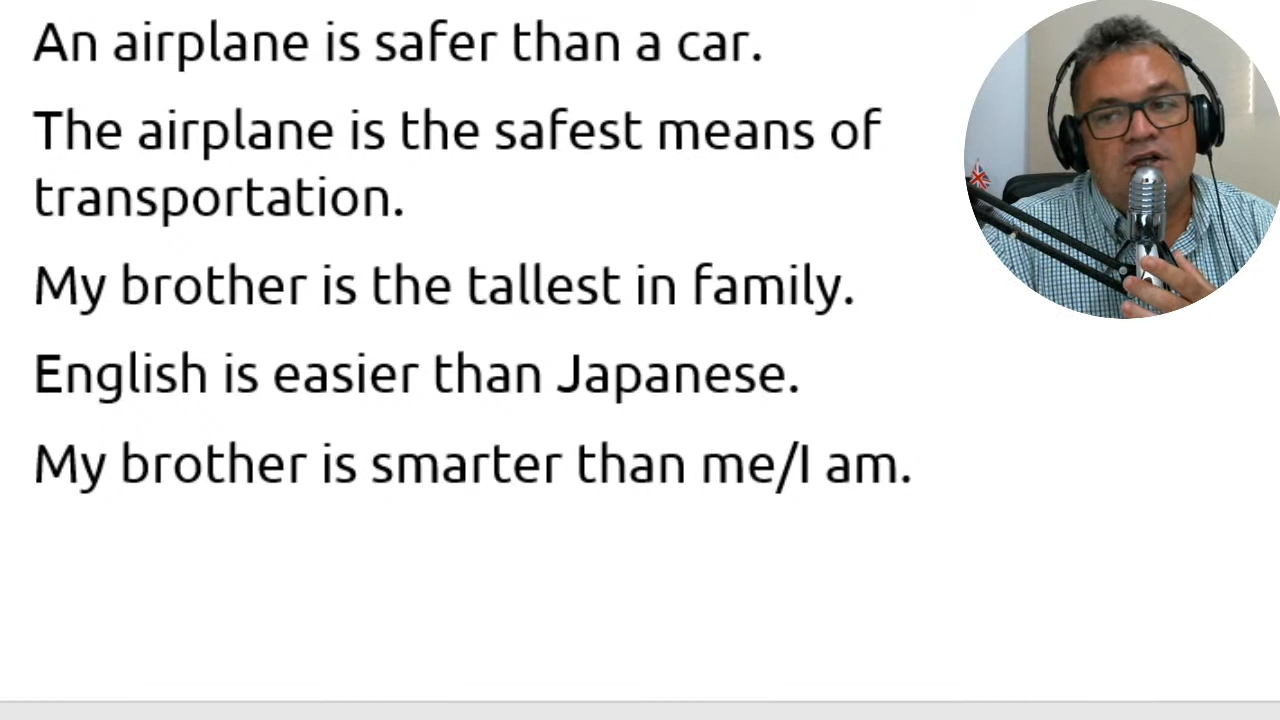 An airplane is safer than a car.
The airplane is the safest means of
transportation.
My brother is the tallest in family.
English is easier than Japanese.
My brother is smarter than me/I am.